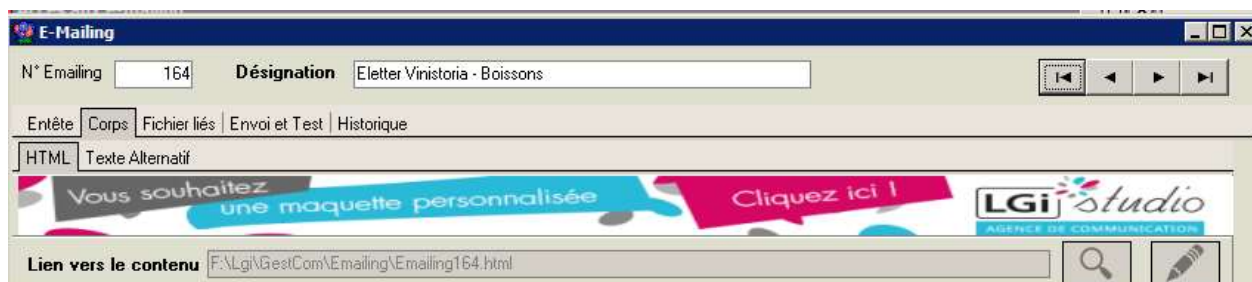 E-Mailing
N° Emailing 164 Désignation Eletter Vinistoria - Boissons
Entête Corps Fichier liés Envoi et Test Historique
HTML Texte Alternatif
Vous souhaitez
une maquette personnalisée
Cliquez ici !
LGi studio
AGENCE DE COMMUNICATION
Lien vers le contenu F:\Lgi\GestCom\Emailing\Emailing164.html